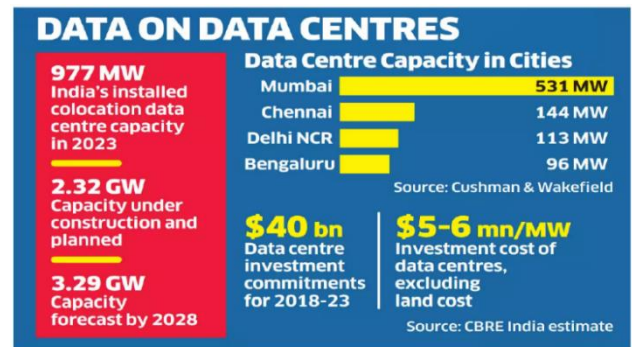 DATA ON DATA CENTRES
977 MW
India's installed
colocation data
centre capacity
in 2023
2.32 GW
Capacity under
construction and
planned
3.29 GW
Capacity
forecast by 2028
Data Centre Capacity in Cities
Mumbai 531 MW
Chennai 144 MW
Delhi NCR 113 MW
Bengaluru 96 MW
Source: Cushman & Wakefield
$40 bn
Data centre
investment
commitments
for 2018-23
$5-6 mn/MW
Investment cost of
data centres,
excluding
land cost
Source: CBRE India estimate